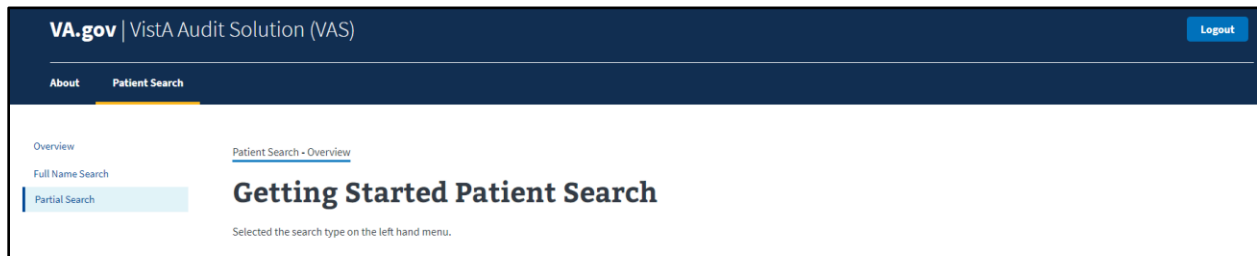 VA.gov | VistA Audit Solution (VAS)
Logout
About Patient Search
Overview
Full Name Search
Partial Search
Patient Search - Overview
Getting Started Patient Search
Selected the search type on the left hand menu.